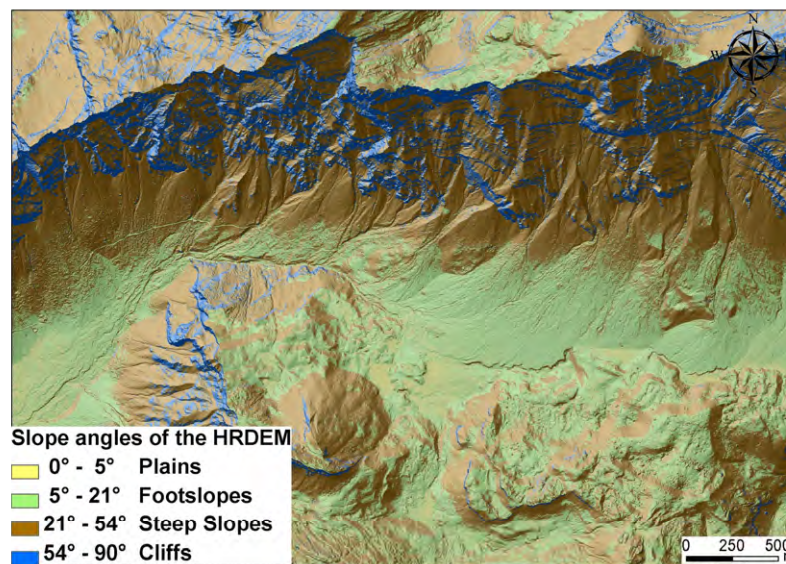 N
W
S
Slope angles of the HRDEM
0° - 5° Plains
5° - 21° Footslopes
21° - 54° Steep Slopes
54° - 90° Cliffs
0 250 500